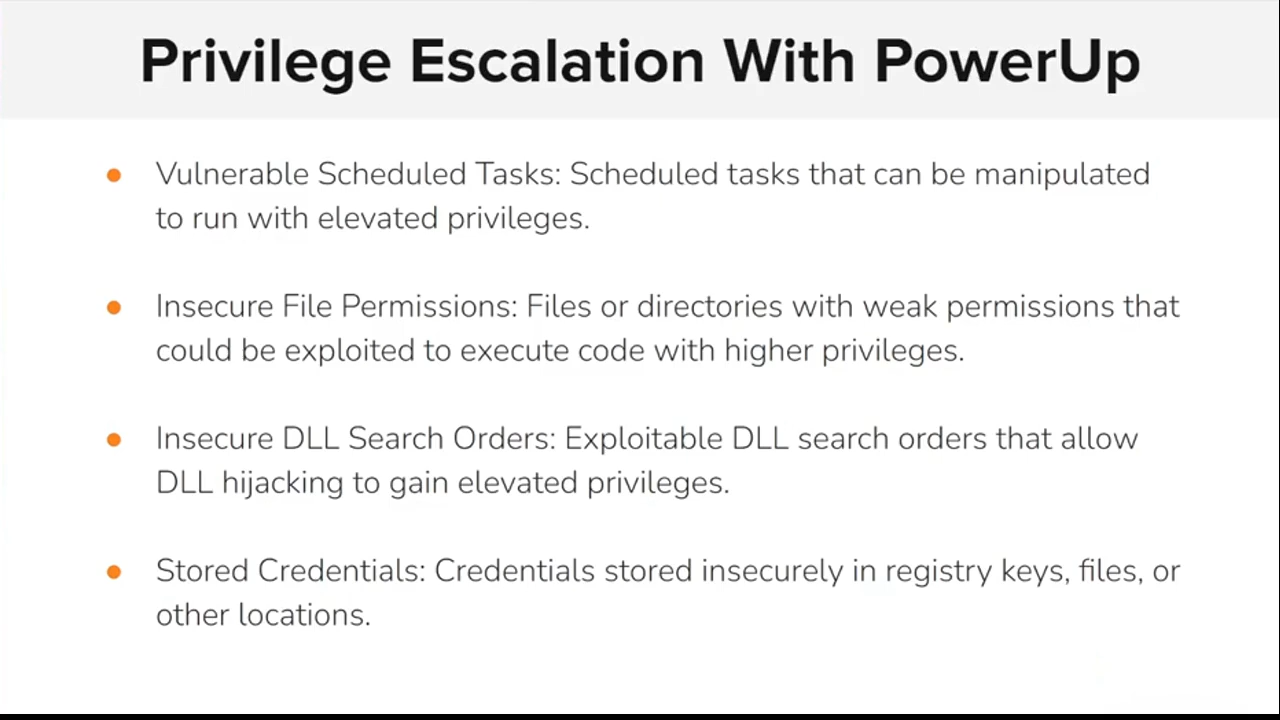 Privilege Escalation With PowerUp
● Vulnerable Scheduled Tasks: Scheduled tasks that can be manipulated
to run with elevated privileges.
● Insecure File Permissions: Files or directories with weak permissions that
could be exploited to execute code with higher privileges.
● Insecure DLL Search Orders: Exploitable DLL search orders that allow
DLL hijacking to gain elevated privileges.
● Stored Credentials: Credentials stored insecurely in registry keys, files, or
other locations.